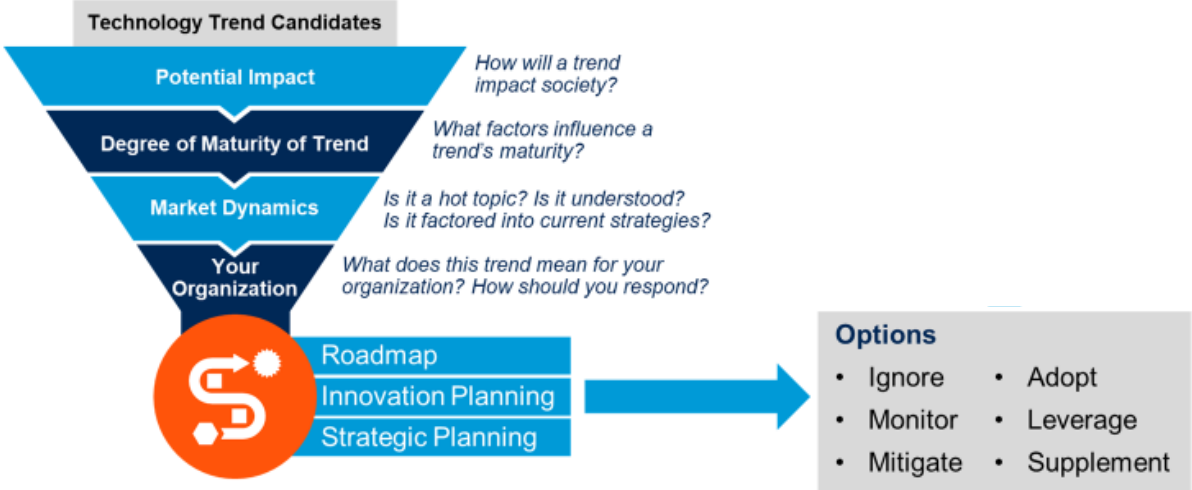 Technology Trend Candidates
Potential Impact
How will a trend
impact society?
Degree of Maturity of Trend
What factors influence a
trend's maturity?
Market Dynamics
Is it a hot topic? Is it understood?
Is it factored into current strategies?
Your
Organization
What does this trend mean for your
organization? How should you respond?
Roadmap
Innovation Planning
Strategic Planning
Options
• Ignore
• Monitor
• Mitigate
• Adopt
• Leverage
• Supplement